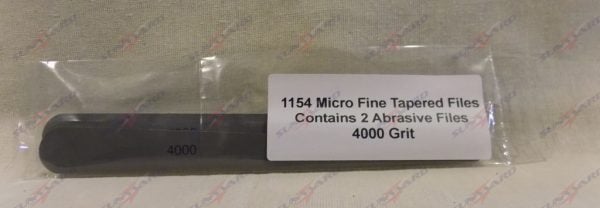 1154 Micro Fine Tapered Files
Contains 2 Abrasive Files
4000 Grit
4000